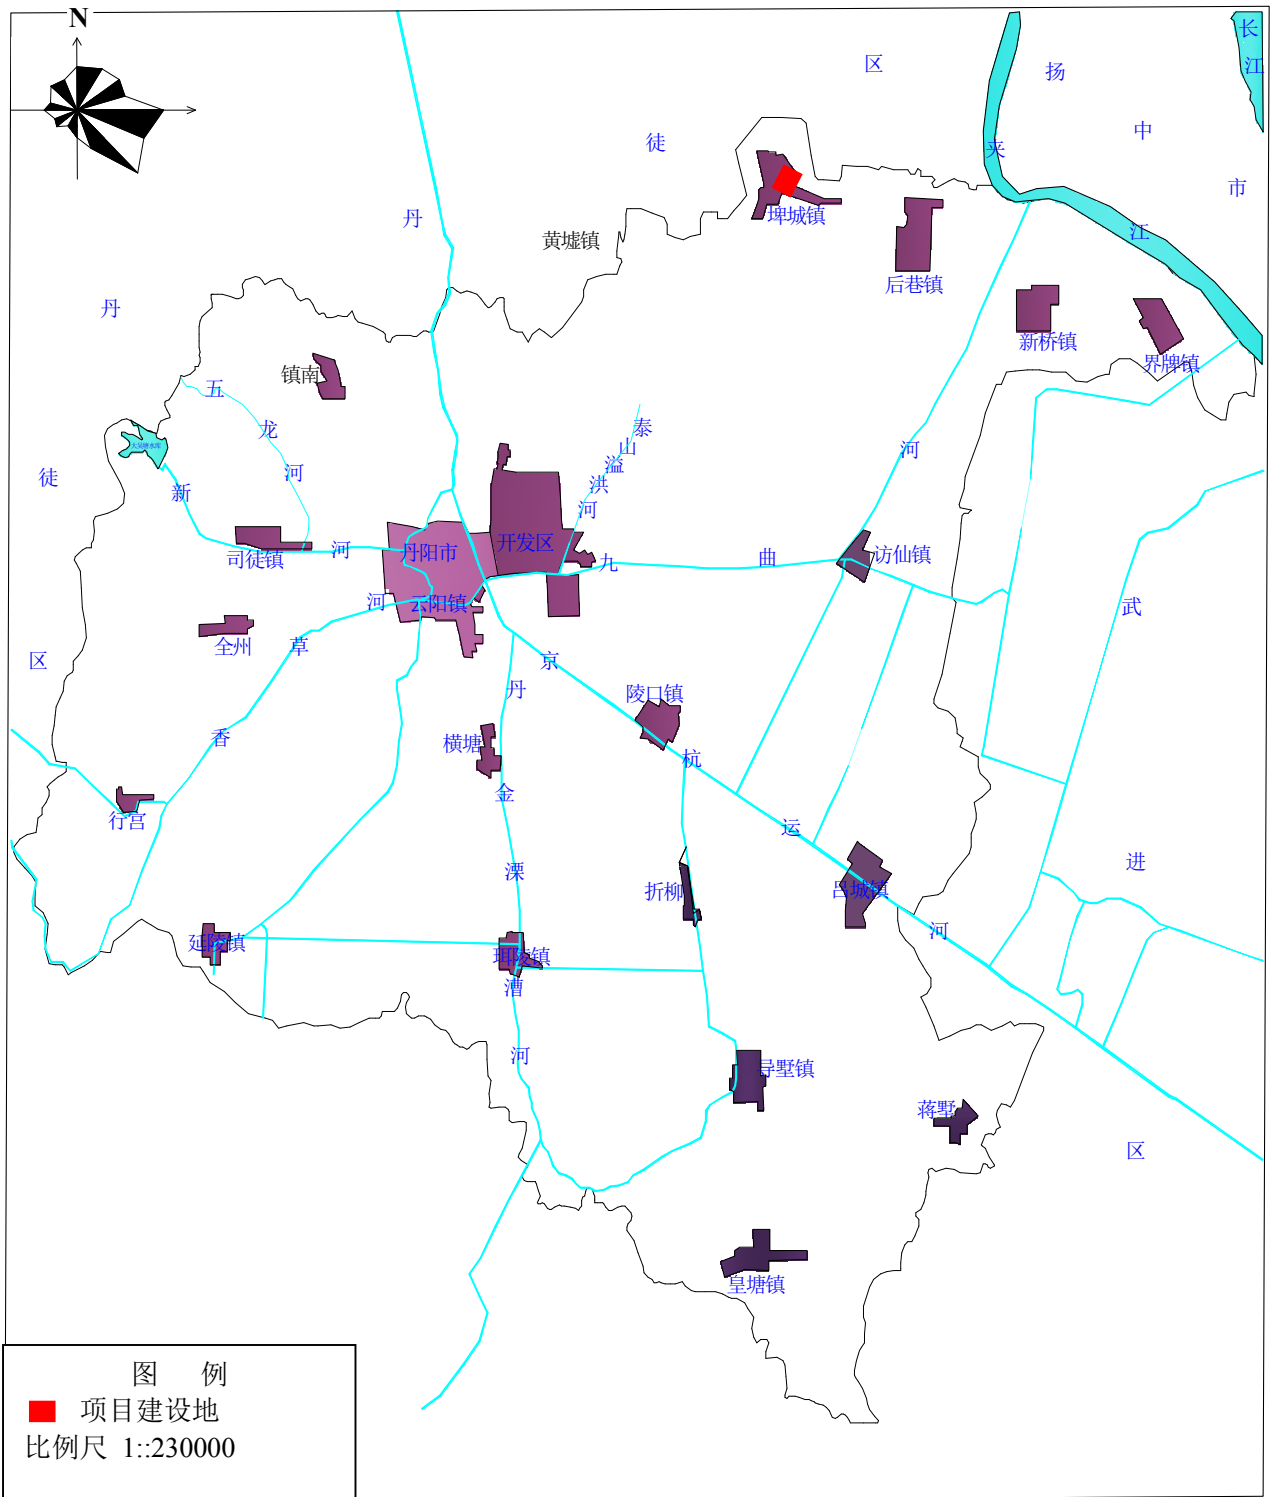 N
长
江
区
扬
中
市
徒
夹
江
丹
黄墟镇
埤城镇
后巷镇
新桥镇
界牌镇
丹
镇南
五
龙
河
泰
山
溢
洪
河
徒
新
河
司徒镇
丹阳市
开发区
九
曲
河
访仙镇
河
云阳镇
草
香
全州
区
武
京
丹
陵口镇
横塘
杭
金
行宫
运
溧
折柳
吕城镇
进
河
延陵镇
珥陵镇
漕
河
导墅镇
蒋墅
区
皇塘镇
图 例
项目建设地
比例尺 1::230000